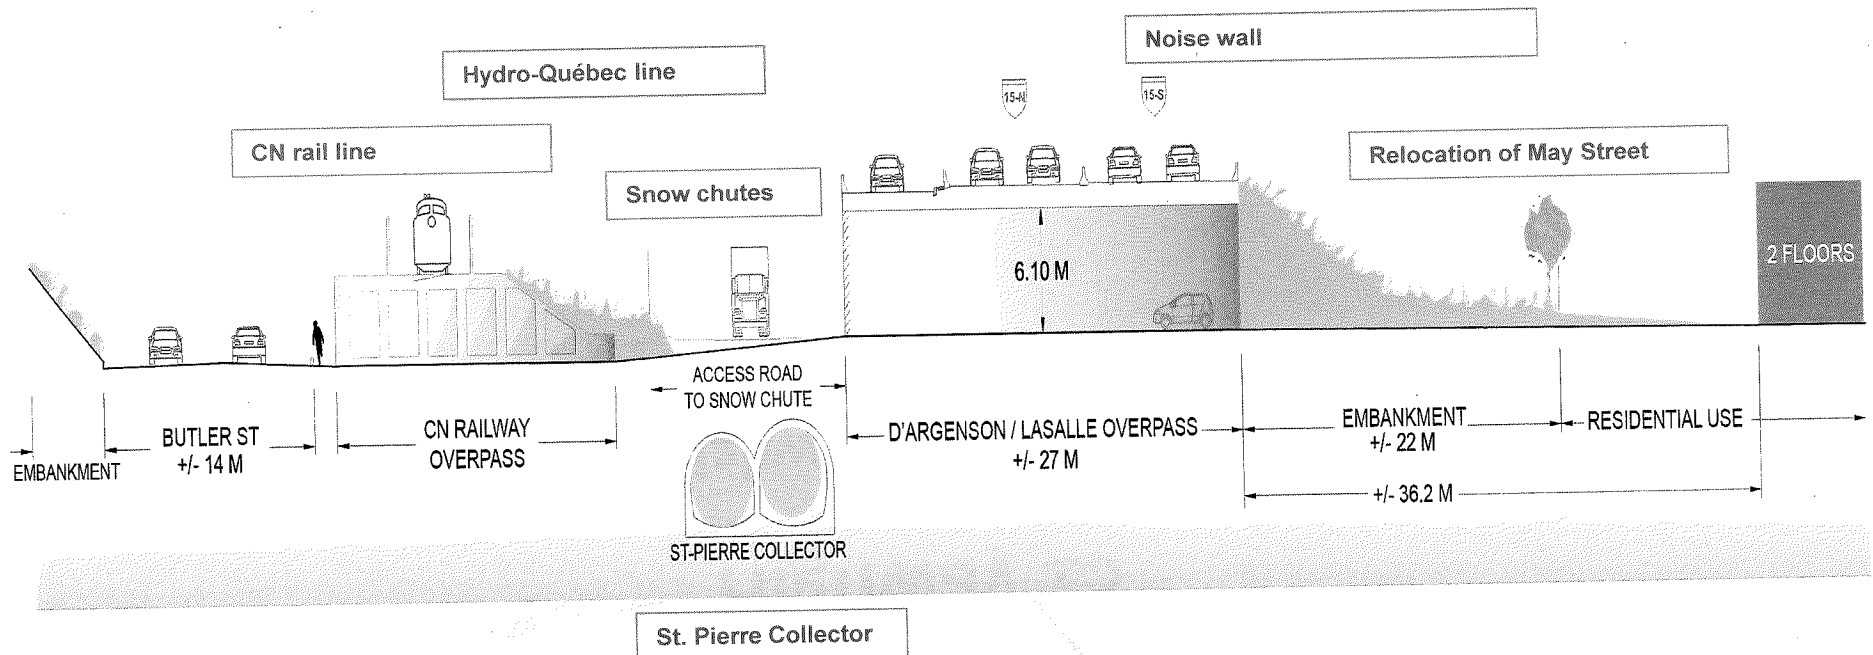 Noise wall
Hydro-Québec line
15-N
15-S
CN rail line
Relocation of May Street
Snow chutes
2 FLOORS
6.10 M
ACCESS ROAD
TO SNOW CHUTE
EMBANKMENT
BUTLER ST
+/- 14 M
CN RAILWAY
OVERPASS
D'ARGENSON / LASALLE OVERPASS
+/- 27 M
EMBANKMENT
+/- 22 M
RESIDENTIAL USE
+/- 36.2 M
ST-PIERRE COLLECTOR
St. Pierre Collector